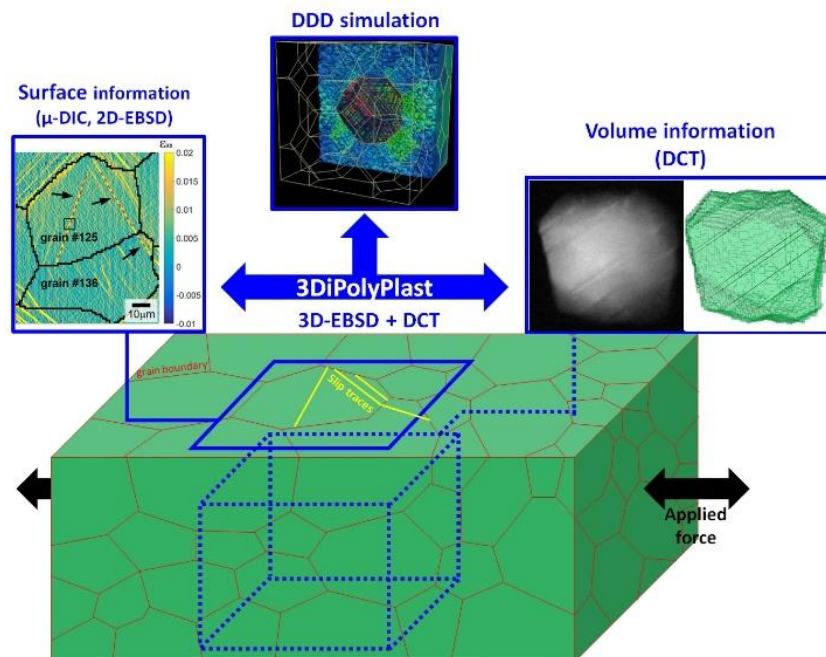 DDD simulation
Surface information
(μ-DIC, 2D-EBSD)
εxx
0.02
0.015
0.01
0.005
0
-0.005
-0.01
grain #125
grain #136
10μm
Volume information
(DCT)
3DiPolyPlast
3D-EBSD + DCT
grain boundary
Slip traces
Applied
force